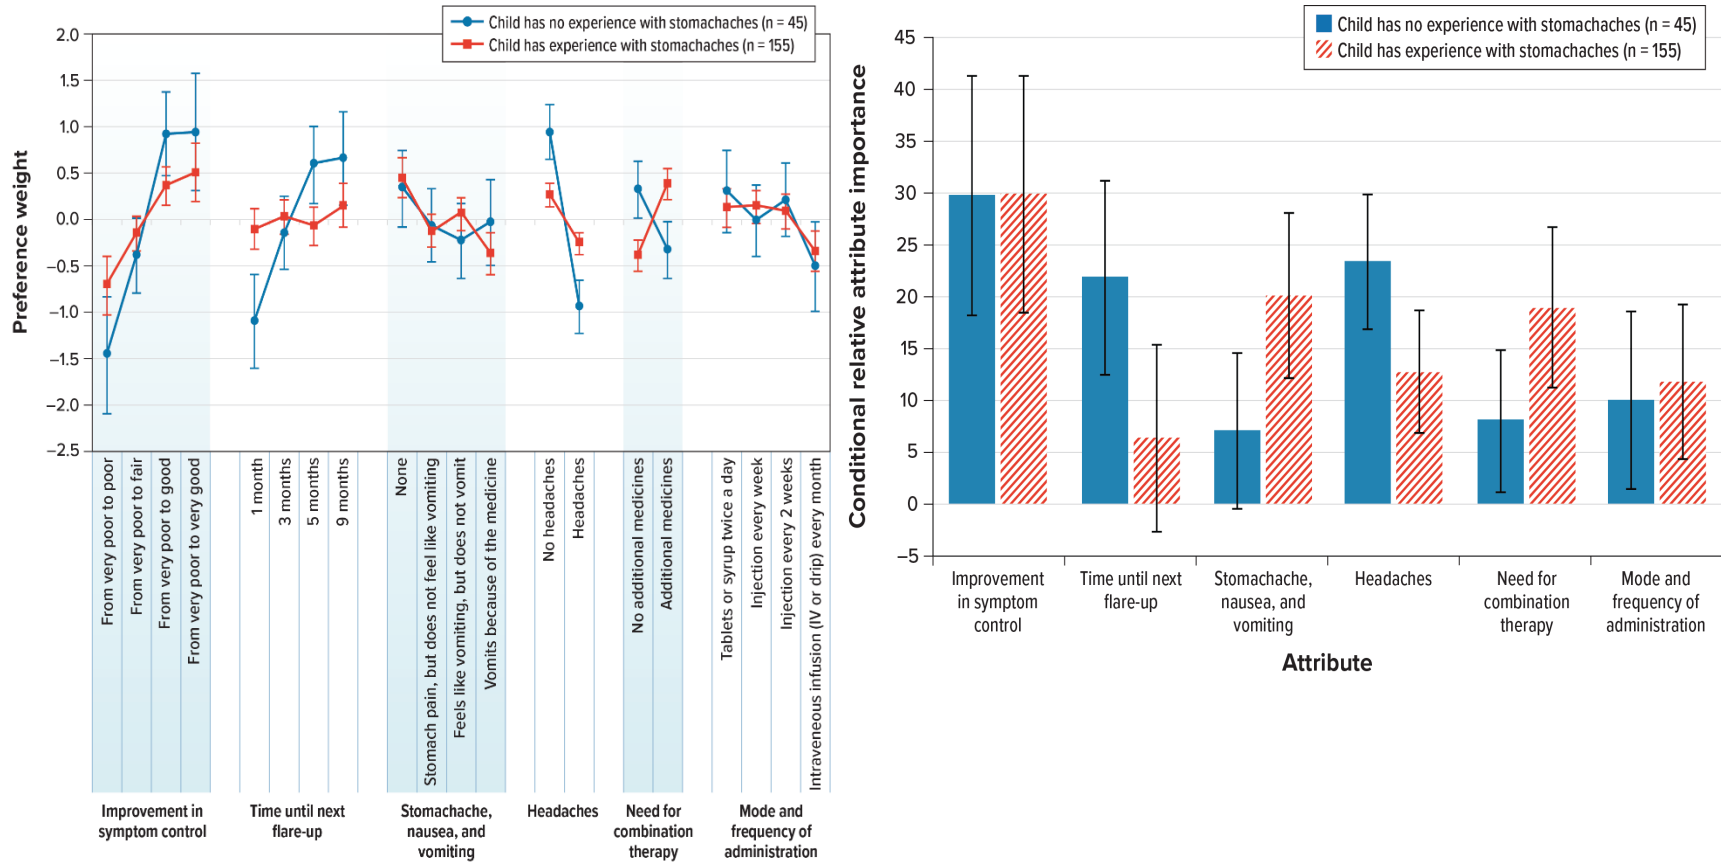 Child has no experience with stomachaches (n = 45)
Child has experience with stomachaches (n = 155)
Preference weight
2.0
1.5
1.0
0.5
0.0
−0.5
−1.0
−1.5
−2.0
−2.5
From very poor to poor
From very poor to fair
From very poor to good
From very poor to very good
1 month
3 months
5 months
9 months
None
Stomach pain, but does not feel like vomiting
Feels like vomiting, but does not vomit
Vomits because of the medicine
No headaches
Headaches
No additional medicines
Additional medicines
Tablets or syrup twice a day
Injection every week
Injection every 2 weeks
Intraveneous infusion (IV or drip) every month
Improvement in
symptom control
Time until next
flare-up
Stomachache,
nausea, and
vomiting
Headaches
Need for
combination
therapy
Mode and
frequency of
administration
Child has no experience with stomachaches (n = 45)
Child has experience with stomachaches (n = 155)
Conditional relative attribute importance
45
40
35
30
25
20
15
10
5
0
−5
Improvement
in symptom
control
Time until next
flare-up
Stomachache,
nausea, and
vomiting
Headaches
Need for
combination
therapy
Mode and
frequency of
administration
Attribute